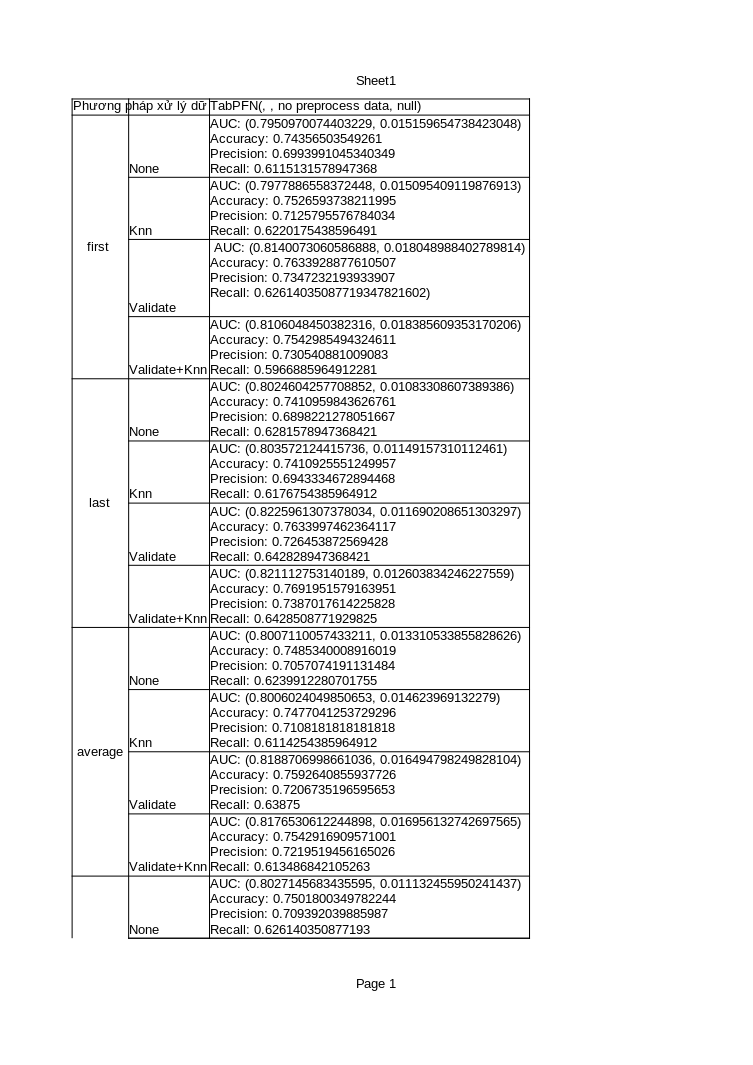 Sheet1
Phương pháp xử lý dữ TabPFN(, , no preprocess data, null)
first
None
AUC: (0.7950970074403229, 0.015159654738423048)
Accuracy: 0.74356503549261
Precision: 0.6993991045340349
Recall: 0.6115131578947368
Knn
AUC: (0.7977886558372448, 0.015095409119876913)
Accuracy: 0.7526593738211995
Precision: 0.7125795576784034
Recall: 0.6220175438596491
Validate
AUC: (0.8140073060586888, 0.018048988402789814)
Accuracy: 0.7633928877610507
Precision: 0.7347232193933907
Recall: 0.62614035087719347821602)
Validate+Knn
AUC: (0.8106048450382316, 0.018385609353170206)
Accuracy: 0.7542985494324611
Precision: 0.730540881009083
Recall: 0.5966885964912281
last
None
AUC: (0.8024604257708852, 0.01083308607389386)
Accuracy: 0.7410959843626761
Precision: 0.6898221278051667
Recall: 0.6281578947368421
Knn
AUC: (0.803572124415736, 0.01149157310112461)
Accuracy: 0.7410925551249957
Precision: 0.6943334672894468
Recall: 0.6176754385964912
Validate
AUC: (0.8225961307378034, 0.011690208651303297)
Accuracy: 0.7633997462364117
Precision: 0.726453872569428
Recall: 0.642828947368421
Validate+Knn
AUC: (0.821112753140189, 0.012603834246227559)
Accuracy: 0.7691951579163951
Precision: 0.7387017614225828
Recall: 0.6428508771929825
average
None
AUC: (0.8007110057433211, 0.013310533855828626)
Accuracy: 0.7485340008916019
Precision: 0.7057074191131484
Recall: 0.6239912280701755
Knn
AUC: (0.8006024049850653, 0.014623969132279)
Accuracy: 0.7477041253729296
Precision: 0.7108181818181818
Recall: 0.6114254385964912
Validate
AUC: (0.8188706998661036, 0.016494798249828104)
Accuracy: 0.7592640855937726
Precision: 0.7206735196595653
Recall: 0.63875
Validate+Knn
AUC: (0.8176530612244898, 0.016956132742697565)
Accuracy: 0.7542916909571001
Precision: 0.7219519456165026
Recall: 0.613486842105263
None
AUC: (0.8027145683435595, 0.011132455950241437)
Accuracy: 0.7501800349782244
Precision: 0.709392039885987
Recall: 0.626140350877193
Page 1